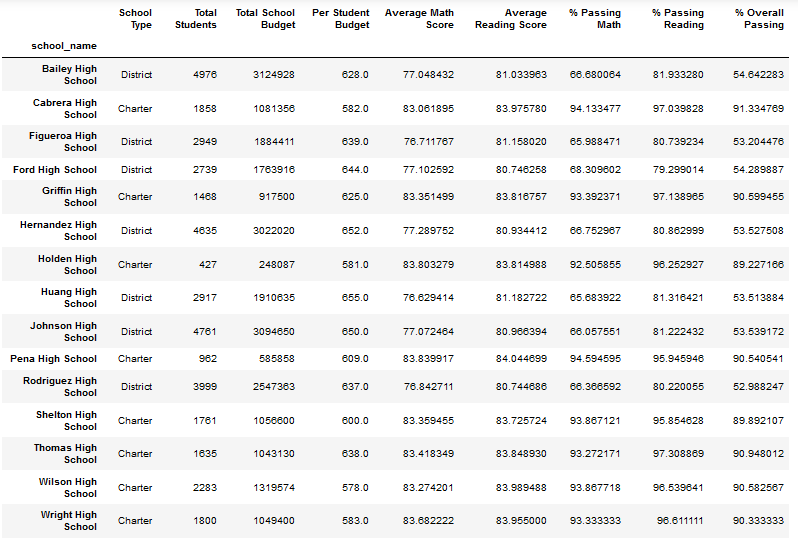 School Type Total Students Total School Budget Per Student Budget Average Math Score Average Reading Score % Passing Math % Passing Reading % Overall Passing
school_name
Bailey High School District 4976 3124928 628.0 77.048432 81.033963 66.680064 81.933280 54.642283
Cabrera High School Charter 1858 1081356 582.0 83.061895 83.975780 94.133477 97.039828 91.334769
Figueroa High School District 2949 1884411 639.0 76.711767 81.158020 65.988471 80.739234 53.204476
Ford High School District 2739 1763916 644.0 77.102592 80.746258 68.309602 79.299014 54.289887
Griffin High School Charter 1468 917500 625.0 83.351499 83.816757 93.392371 97.138965 90.599455
Hernandez High School District 4635 3022020 652.0 77.289752 80.934412 66.752967 80.862999 53.527508
Holden High School Charter 427 248087 581.0 83.803279 83.814988 92.505855 96.252927 89.227166
Huang High School District 2917 1910635 655.0 76.629414 81.182722 65.683922 81.316421 53.513884
Johnson High School District 4761 3094650 650.0 77.072464 80.966394 66.057551 81.222432 53.539172
Pena High School Charter 962 585858 609.0 83.839917 84.044699 94.594595 95.945946 90.540541
Rodriguez High School District 3999 2547363 637.0 76.842711 80.744686 66.366592 80.220055 52.988247
Shelton High School Charter 1761 1056600 600.0 83.359455 83.725724 93.867121 95.854628 89.892107
Thomas High School Charter 1635 1043130 638.0 83.418349 83.848930 93.272171 97.308869 90.948012
Wilson High School Charter 2283 1319574 578.0 83.274201 83.989488 93.867718 96.539641 90.582567
Wright High School Charter 1800 1049400 583.0 83.682222 83.955000 93.333333 96.611111 90.333333